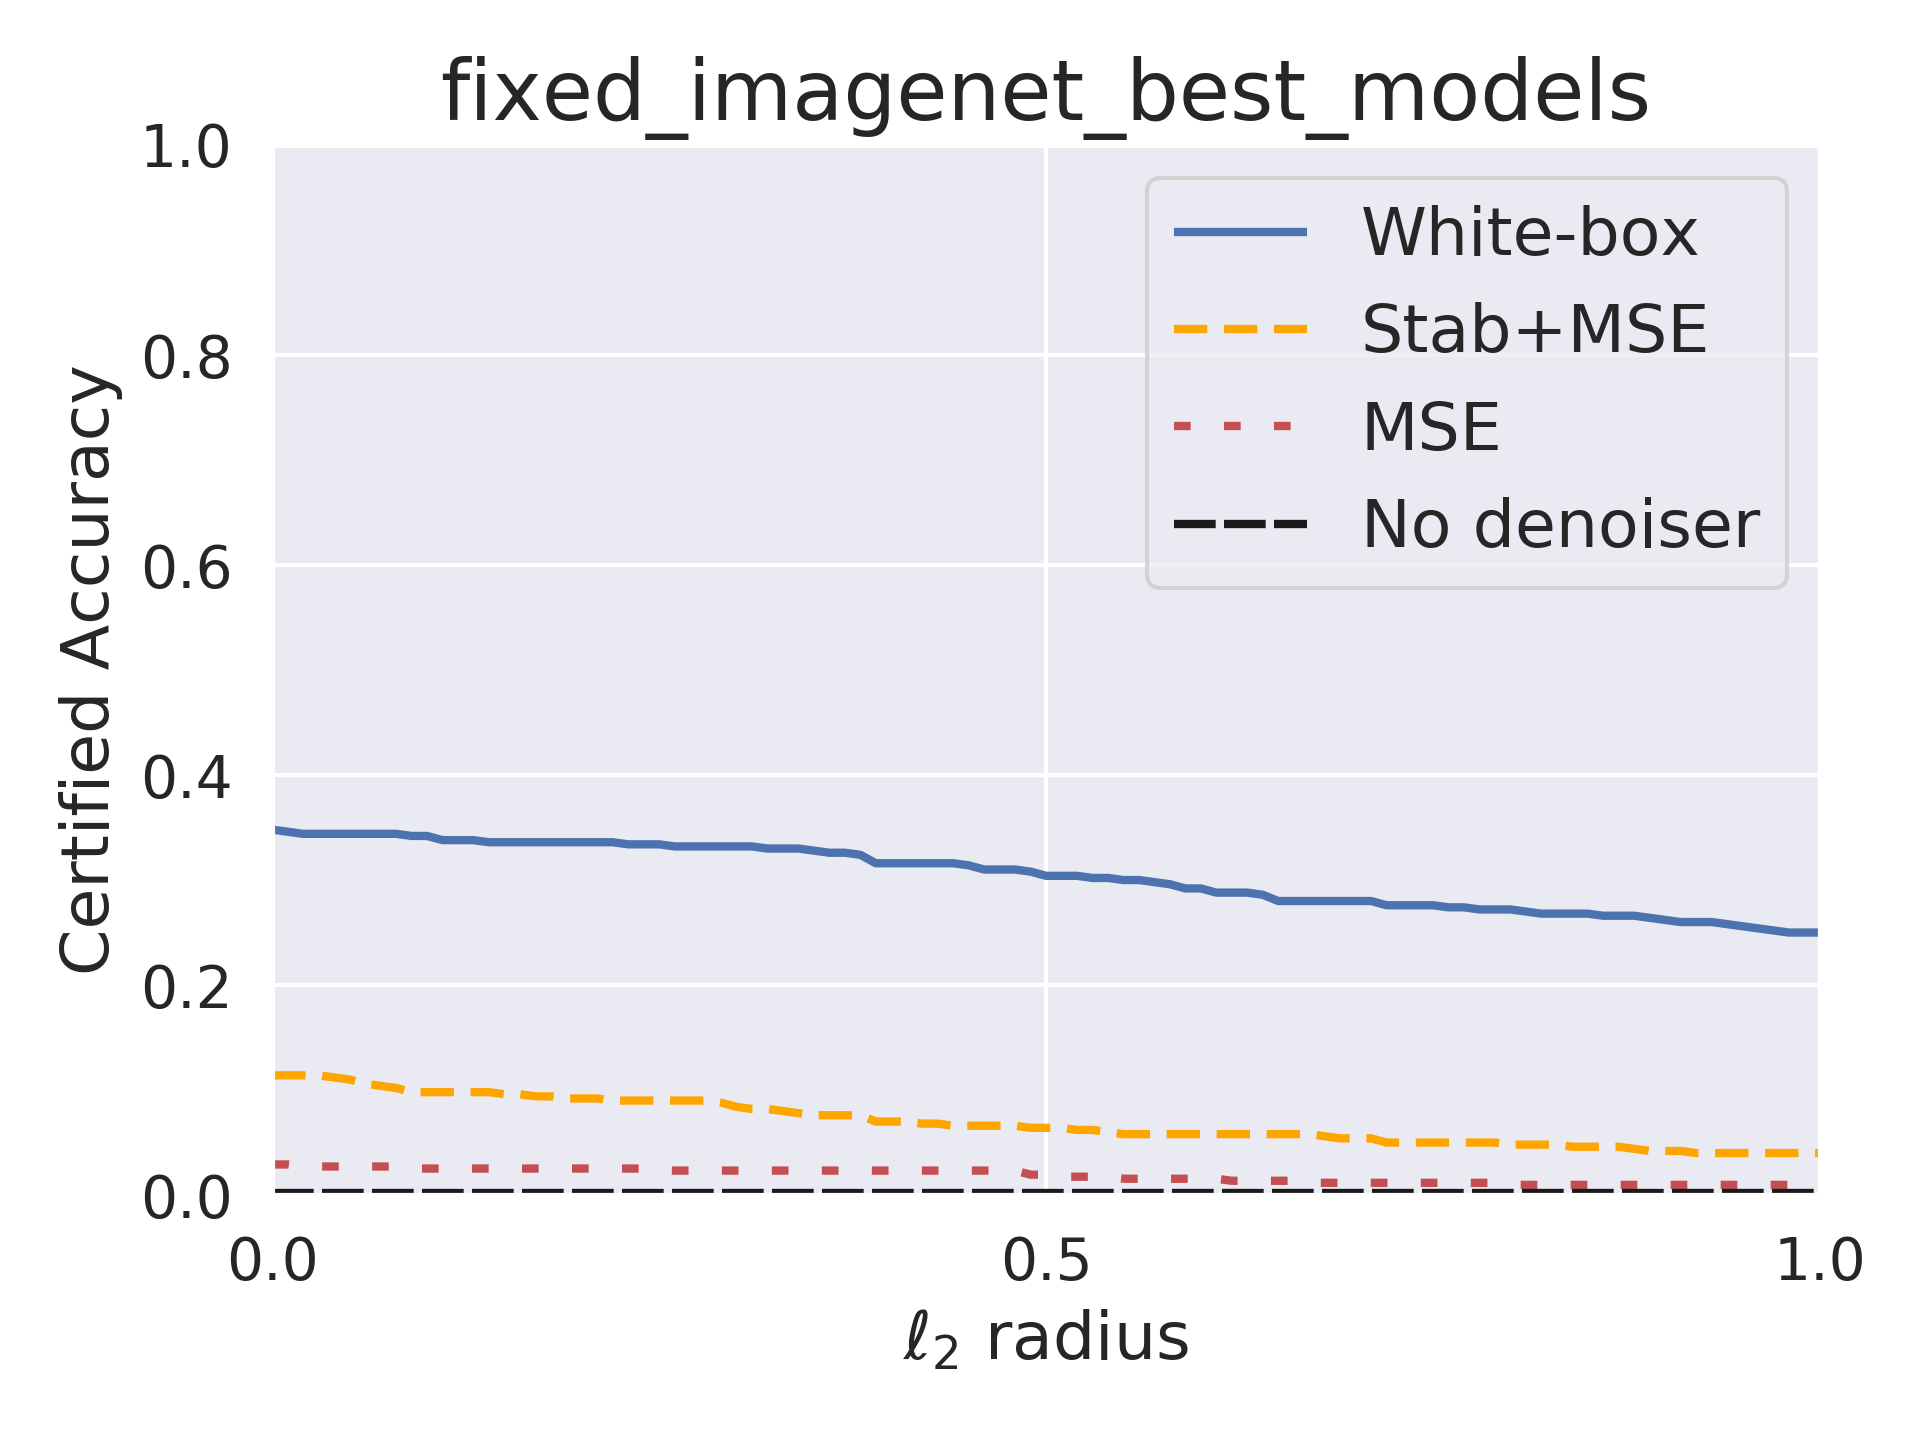 fixed_imagenet_best_models
1.0
0.8
0.6
0.4
0.2
0.0
Certified Accuracy
White-box
Stab+MSE
MSE
No denoiser
0.0
0.5
1.0
ℓ₂ radius